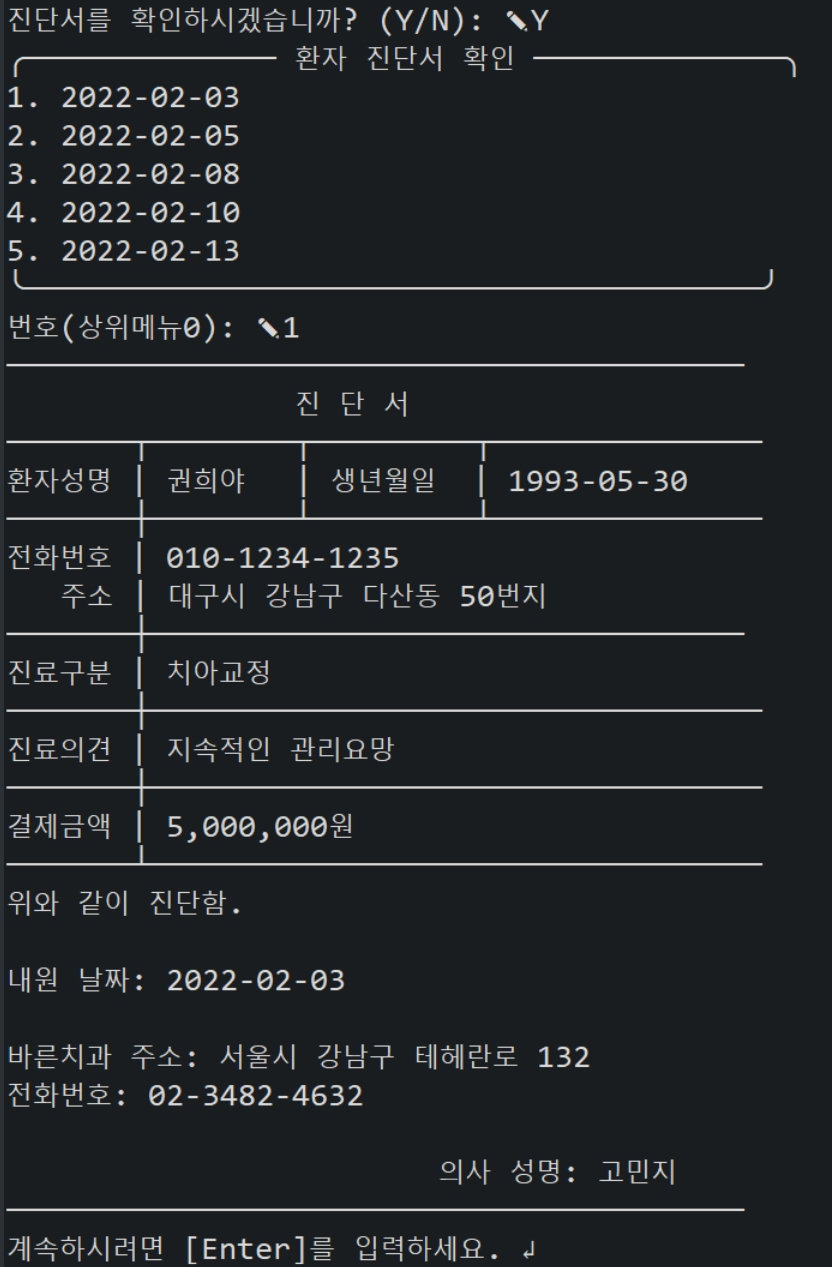 진단서를 확인하시겠습니까? (Y/N): ✎Y
환자 진단서 확인
1. 2022-02-03
2. 2022-02-05
3. 2022-02-08
4. 2022-02-10
5. 2022-02-13
번호(상위메뉴0): ✎1
진 단 서
환자성명 │ 권희야 │ 생년월일 │ 1993-05-30
전화번호 │ 010-1234-1235
주소 │ 대구시 강남구 다산동 50번지
진료구분 │ 치아교정
진료의견 │ 지속적인 관리요망
결제금액 │ 5,000,000원
위와 같이 진단함.
내원 날짜: 2022-02-03
바른치과 주소: 서울시 강남구 테헤란로 132
전화번호: 02-3482-4632
의사 성명: 고민지
계속하시려면 [Enter]를 입력하세요. ↲